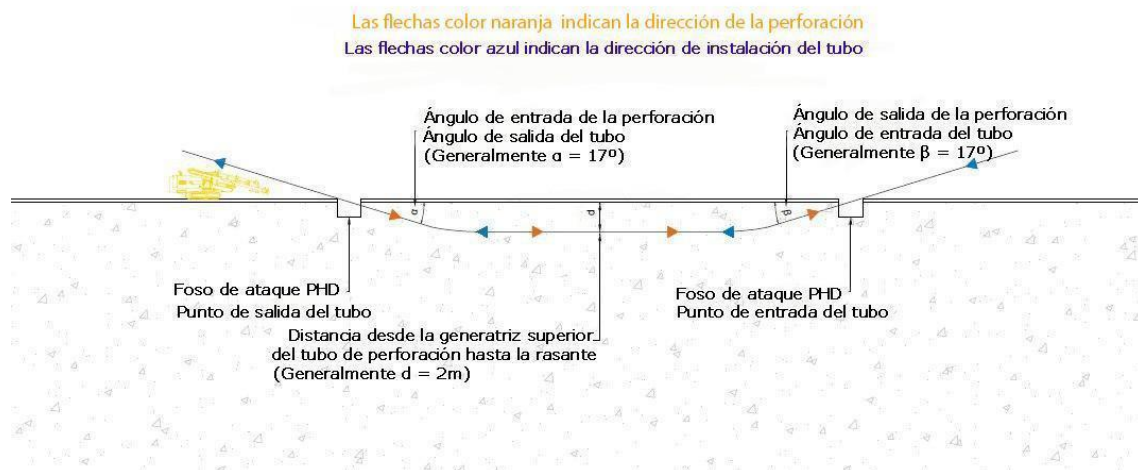 Las flechas color naranja indican la dirección de la perforación
Las flechas color azul indican la dirección de instalación del tubo
Ángulo de entrada de la perforación
Ángulo de salida del tubo
(Generalmente α = 17º)
Ángulo de salida de la perforación
Ángulo de entrada del tubo
(Generalmente β = 17º)
α
d
β
Foso de ataque PHD
Punto de salida del tubo
Foso de ataque PHD
Punto de entrada del tubo
Distancia desde la generatriz superior
del tubo de perforación hasta la rasante
(Generalmente d = 2m)